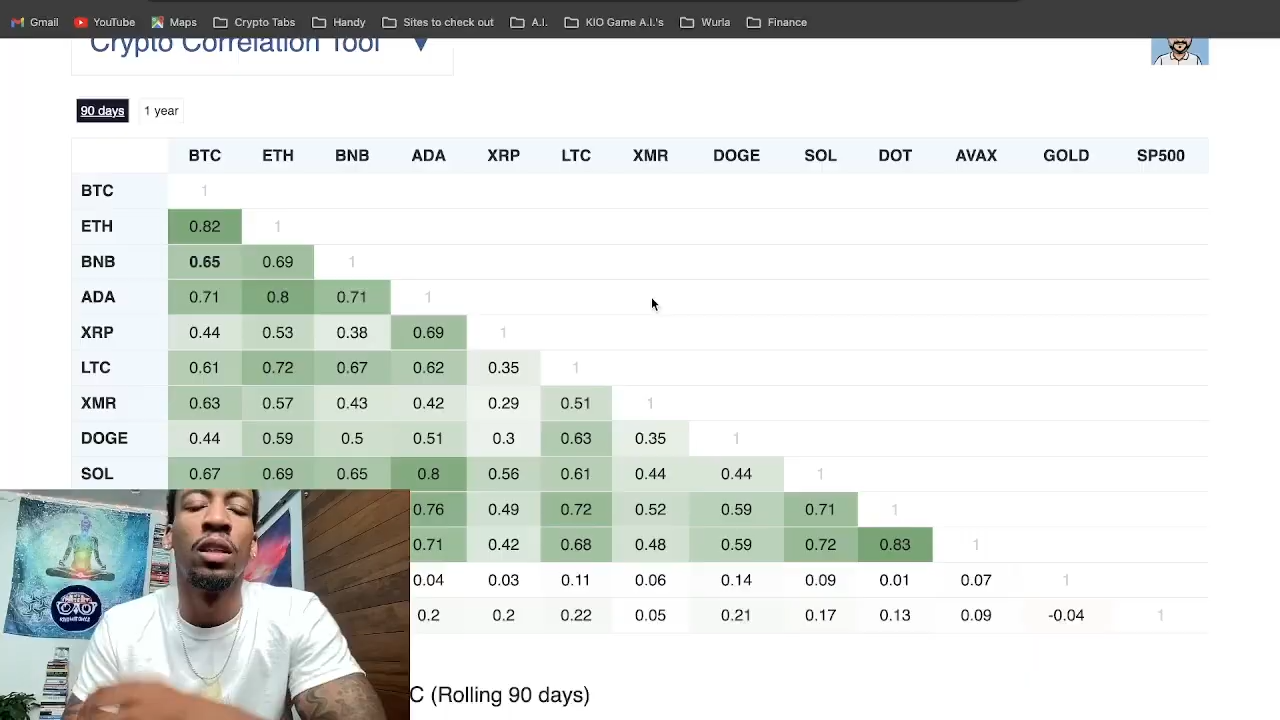 Gmail YouTube Maps Crypto Tabs Handy Sites to check out A.I. KIO Game A.I.'s Wurla Finance
Crypto Correlation Tool
90 days 1 year
BTC ETH BNB ADA XRP LTC XMR DOGE SOL DOT AVAX GOLD SP500
BTC 1
ETH 0.82 1
BNB 0.65 0.69 1
ADA 0.71 0.8 0.71 1
XRP 0.44 0.53 0.38 0.69 1
LTC 0.61 0.72 0.67 0.62 0.35 1
XMR 0.63 0.57 0.43 0.42 0.29 0.51 1
DOGE 0.44 0.59 0.5 0.51 0.3 0.63 0.35 1
SOL 0.67 0.69 0.65 0.8 0.56 0.61 0.44 0.44 1
0.76 0.49 0.72 0.52 0.59 0.71 1
0.71 0.42 0.68 0.48 0.59 0.72 0.83 1
0.04 0.03 0.11 0.06 0.14 0.09 0.01 0.07 1
0.2 0.2 0.22 0.05 0.21 0.17 0.13 0.09 -0.04 1
C (Rolling 90 days)